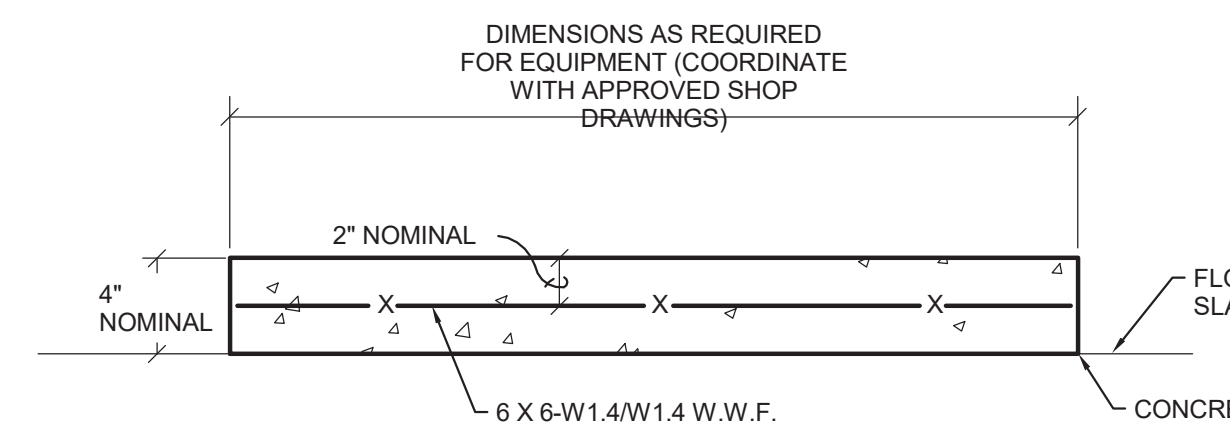 DIMENSIONS AS REQUIRED
FOR EQUIPMENT (COORDINATE
WITH APPROVED SHOP
DRAWINGS)
2" NOMINAL
4"
NOMINAL
X X X
6 X 6-W1.4/W1.4 W.W.F.